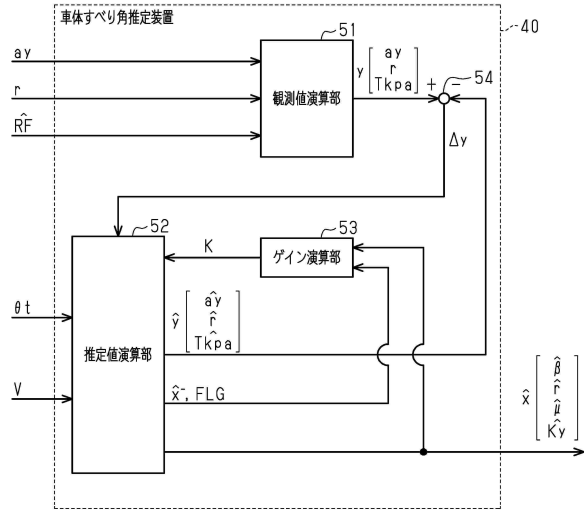 車体すべり角推定装置
40
51
ay
r
R̂F
観測値演算部
y [ay r Tkpa]
+ −
54
Δy
52
53
K
ゲイン演算部
θt
推定値演算部
V
ŷ [ây r̂ T̂kpa]
x̂⁻, FLG
x̂ [β̂ r̂ μ̂ K̂y]